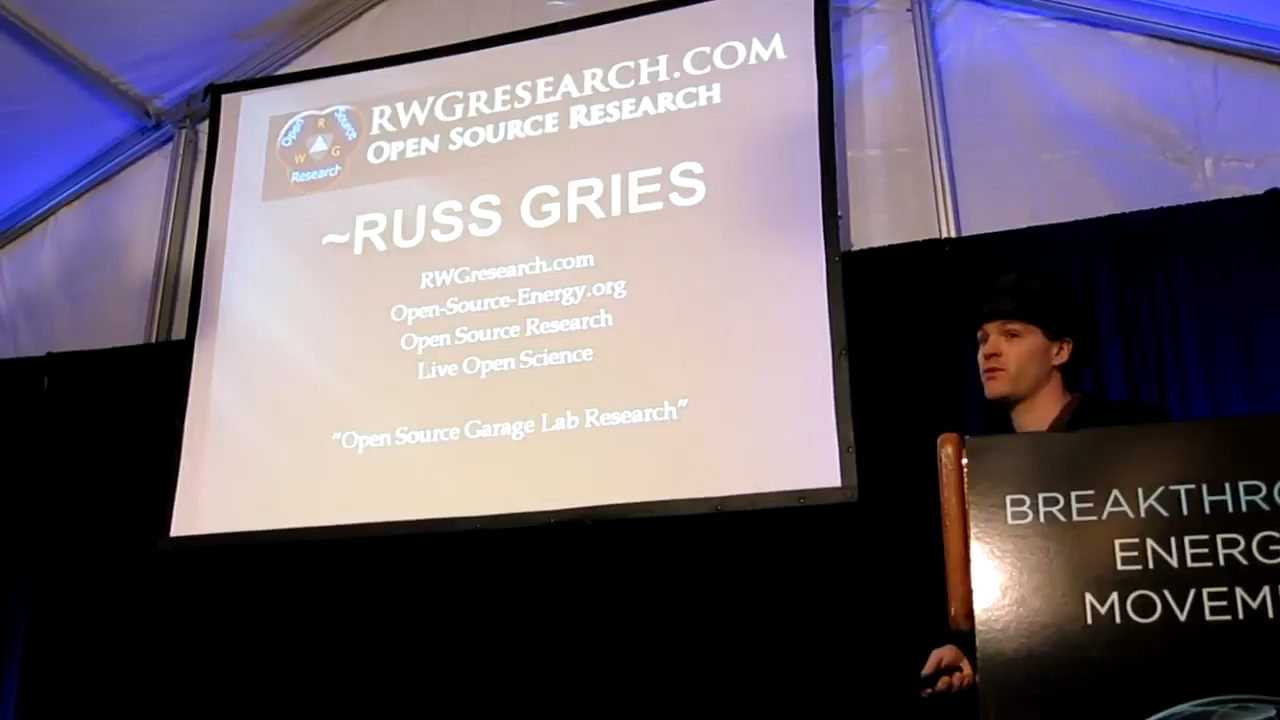 RWGRESEARCH.COM
OPEN SOURCE RESEARCH
Open Source
R
W G
Research
~RUSS GRIES
RWGresearch.com
Open-Source-Energy.org
Open Source Research
Live Open Science
“Open Source Garage Lab Research”
BREAKTHRO
ENERG
MOVEM